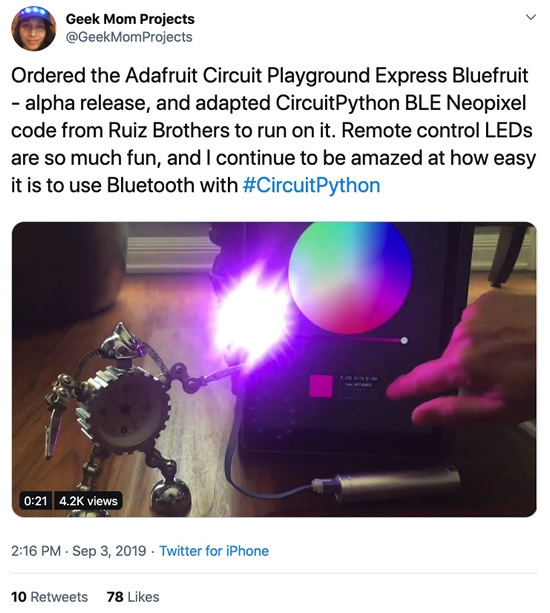 Geek Mom Projects
@GeekMomProjects
Ordered the Adafruit Circuit Playground Express Bluefruit
- alpha release, and adapted CircuitPython BLE Neopixel
code from Ruiz Brothers to run on it. Remote control LEDs
are so much fun, and I continue to be amazed at how easy
it is to use Bluetooth with #CircuitPython
0:21 4.2K views
2:16 PM · Sep 3, 2019 · Twitter for iPhone
10 Retweets 78 Likes